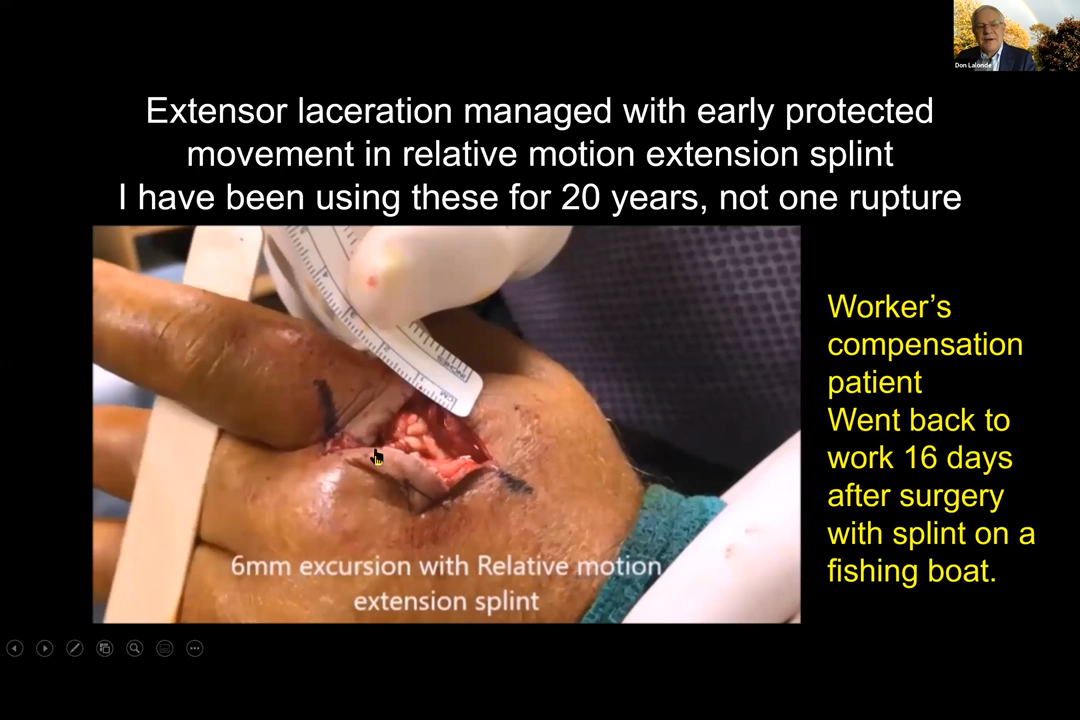 Don Lalonde
Extensor laceration managed with early protected
movement in relative motion extension splint
I have been using these for 20 years, not one rupture
Worker’s
compensation
patient
Went back to
work 16 days
after surgery
with splint on a
fishing boat.
6mm excursion with Relative motion
extension splint